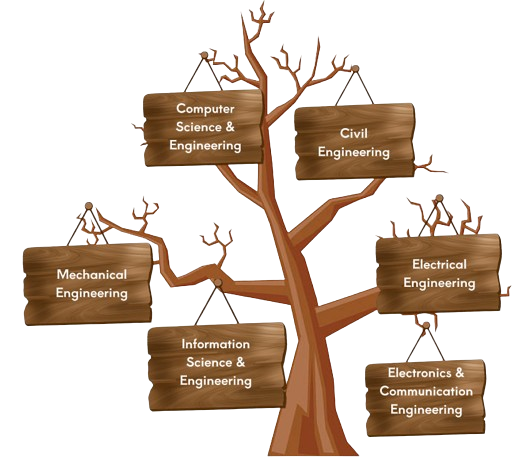 Computer
Science &
Engineering
Civil
Engineering
Mechanical
Engineering
Electrical
Engineering
Information
Science &
Engineering
Electronics &
Communication
Engineering